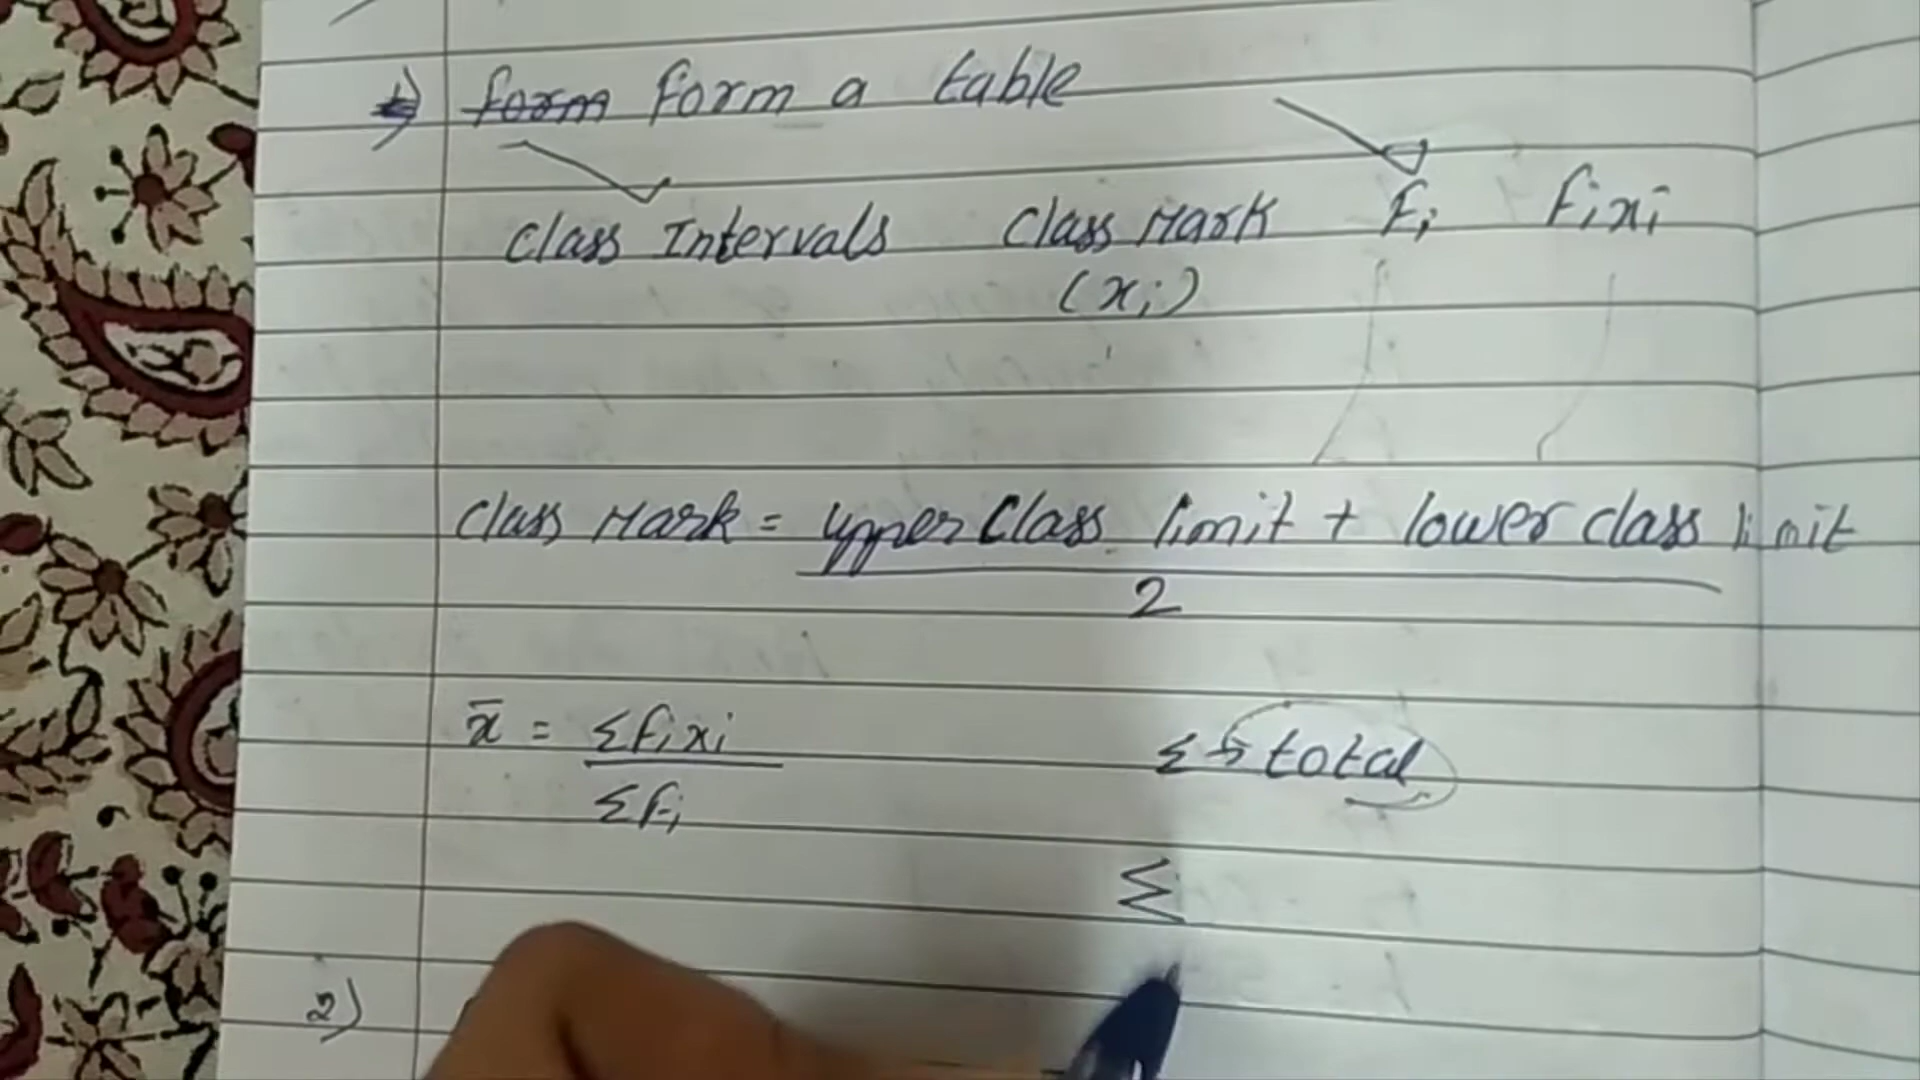 form form a table
Class Intervals Class Mark Fi fixi
(xi)
Class Mark = Upper Class limit + lower class limit
2
x̄ = Σfixi
ΣFi
Σ → total
Σ
2)